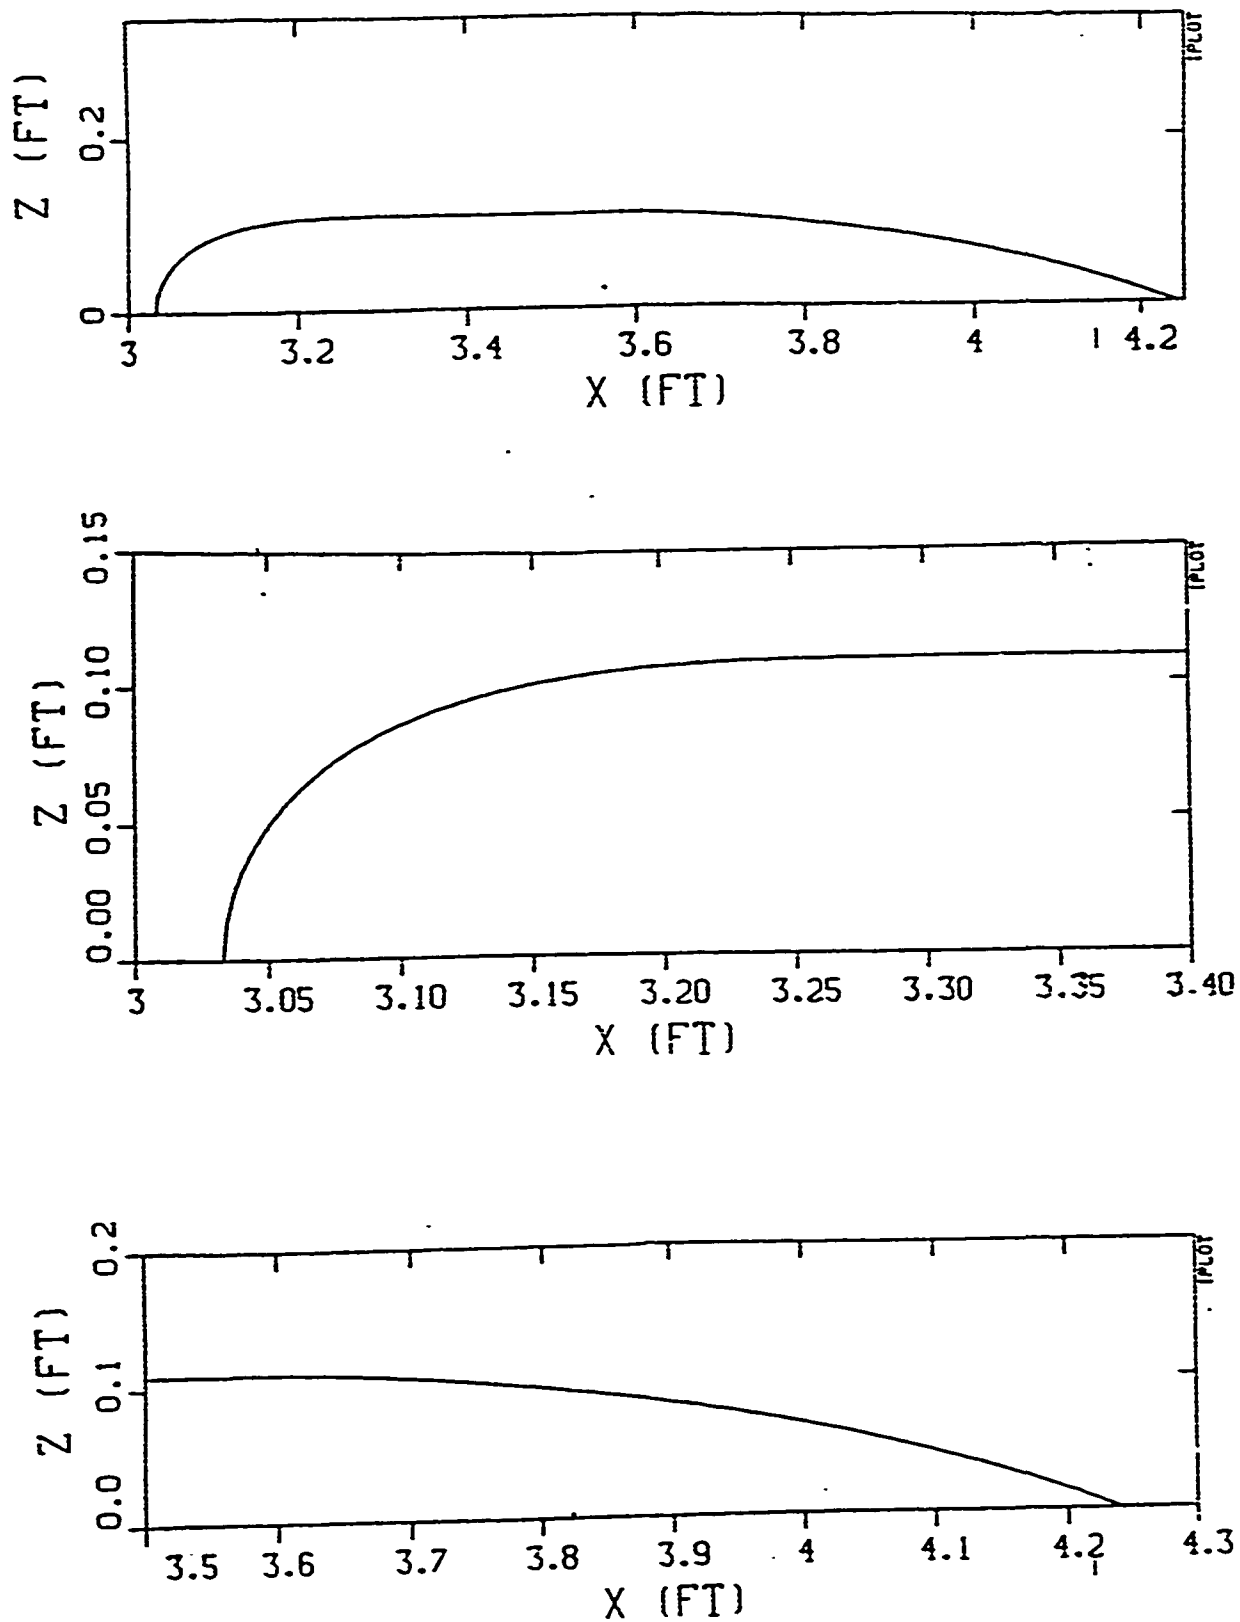 IPLOT
Z (FT)
0.2
0
3 3.2 3.4 3.6 3.8 4 4.2
X (FT)
IPLOT
Z (FT)
0.15
0.10
0.05
0.00
3 3.05 3.10 3.15 3.20 3.25 3.30 3.35 3.40
X (FT)
IPLOT
Z (FT)
0.2
0.1
0.0
3.5 3.6 3.7 3.8 3.9 4 4.1 4.2 4.3
X (FT)